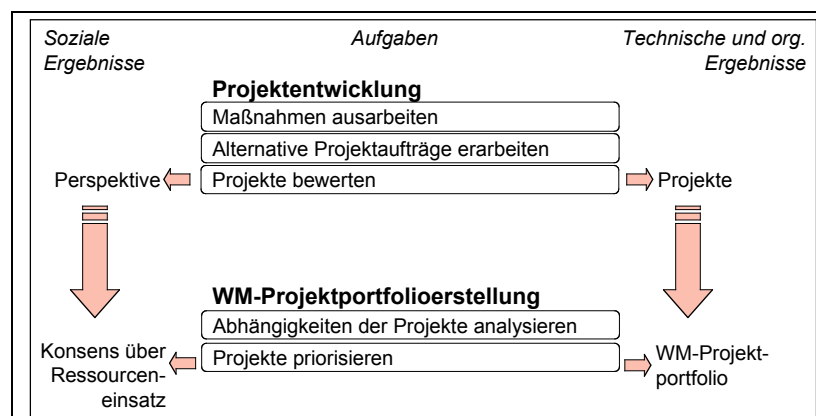 Soziale
Ergebnisse
Aufgaben
Technische und org.
Ergebnisse
Projektentwicklung
Maßnahmen ausarbeiten
Alternative Projektaufträge erarbeiten
Perspektive
Projekte bewerten
Projekte
WM-Projektportfolioerstellung
Abhängigkeiten der Projekte analysieren
Projekte priorisieren
Konsens über
Ressourcen-
einsatz
WM-Projekt-
portfolio